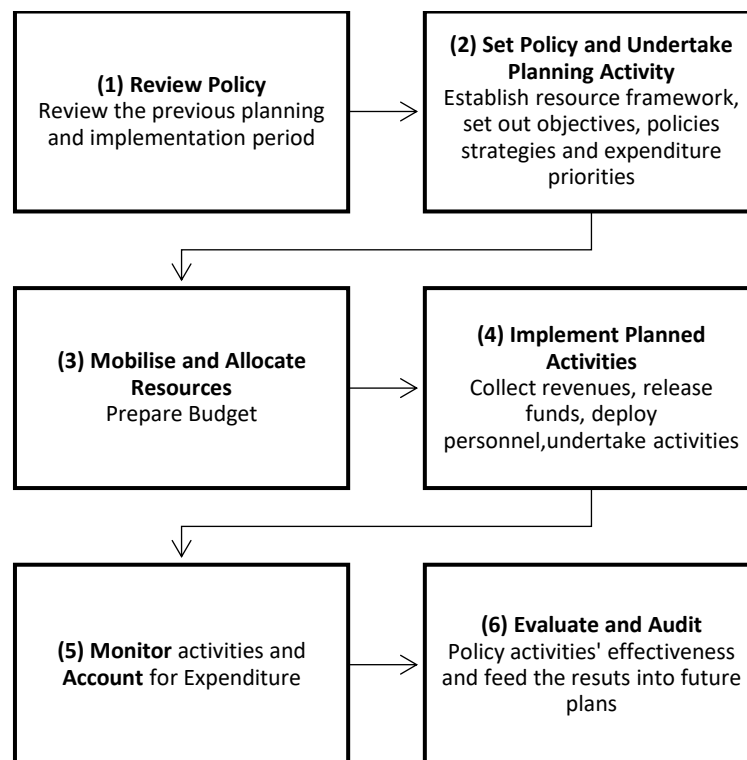 (1) Review Policy
Review the previous planning
and implementation period
(2) Set Policy and Undertake
Planning Activity
Establish resource framework,
set out objectives, policies
strategies and expenditure
priorities
(3) Mobilise and Allocate
Resources
Prepare Budget
(4) Implement Planned
Activities
Collect revenues, release
funds, deploy
personnel,undertake activities
(5) Monitor activities and
Account for Expenditure
(6) Evaluate and Audit
Policy activities' effectiveness
and feed the resuts into future
plans